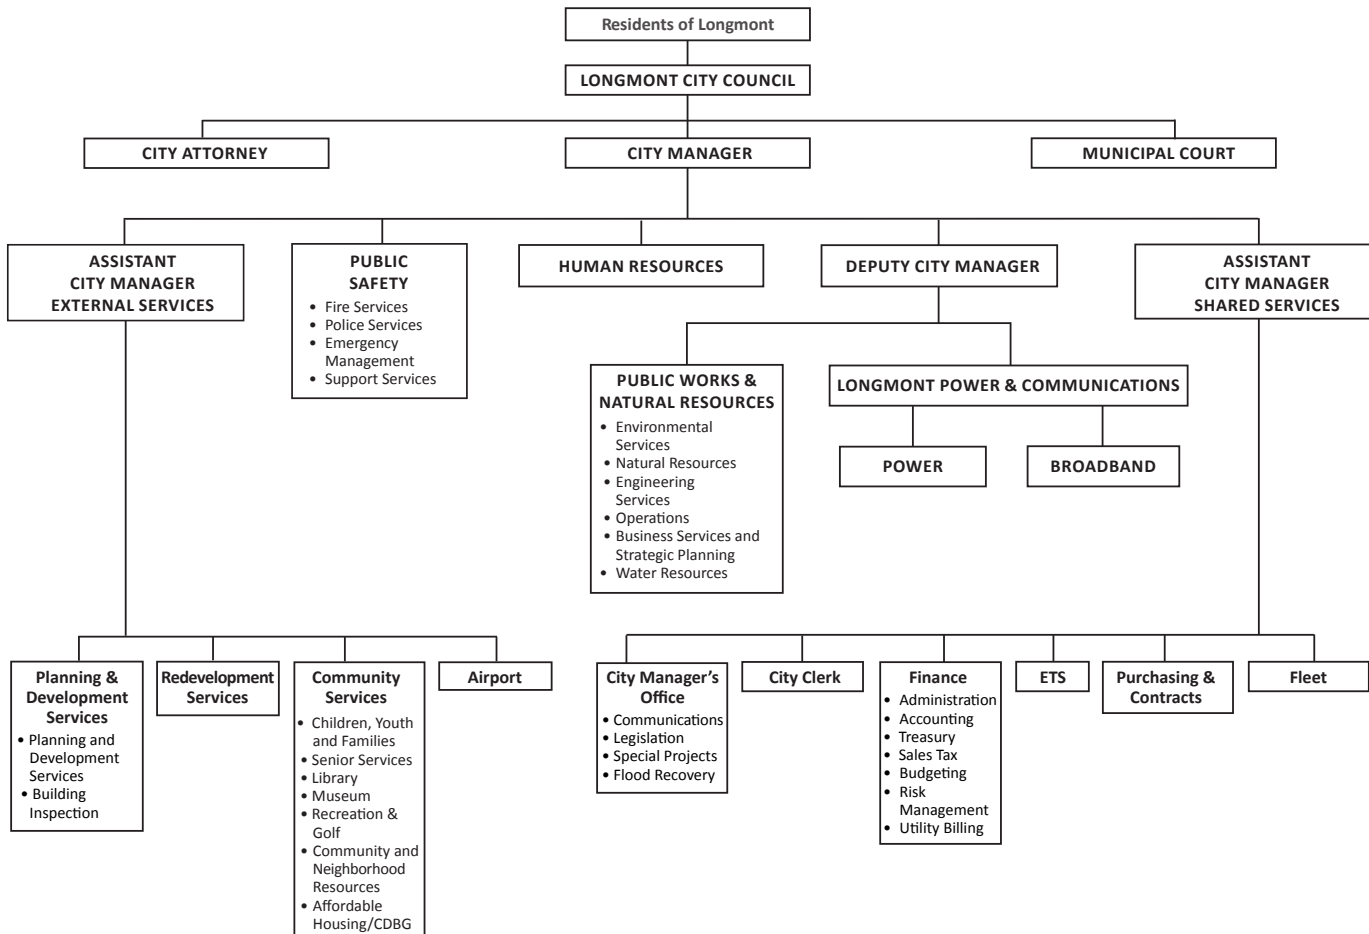 Residents of Longmont
LONGMONT CITY COUNCIL
CITY ATTORNEY
CITY MANAGER
MUNICIPAL COURT
ASSISTANT
CITY MANAGER
EXTERNAL SERVICES
PUBLIC
SAFETY
• Fire Services
• Police Services
• Emergency
Management
• Support Services
HUMAN RESOURCES
DEPUTY CITY MANAGER
ASSISTANT
CITY MANAGER
SHARED SERVICES
PUBLIC WORKS &
NATURAL RESOURCES
• Environmental
Services
• Natural Resources
• Engineering
Services
• Operations
• Business Services and
Strategic Planning
• Water Resources
LONGMONT POWER & COMMUNICATIONS
POWER
BROADBAND
Planning &
Development
Services
• Planning and
Development
Services
• Building
Inspection
Redevelopment
Services
Community
Services
• Children, Youth
and Families
• Senior Services
• Library
• Museum
• Recreation &
Golf
• Community and
Neighborhood
Resources
• Affordable
Housing/CDBG
Airport
City Manager's
Office
• Communications
• Legislation
• Special Projects
• Flood Recovery
City Clerk
Finance
• Administration
• Accounting
• Treasury
• Sales Tax
• Budgeting
• Risk
Management
• Utility Billing
ETS
Purchasing &
Contracts
Fleet